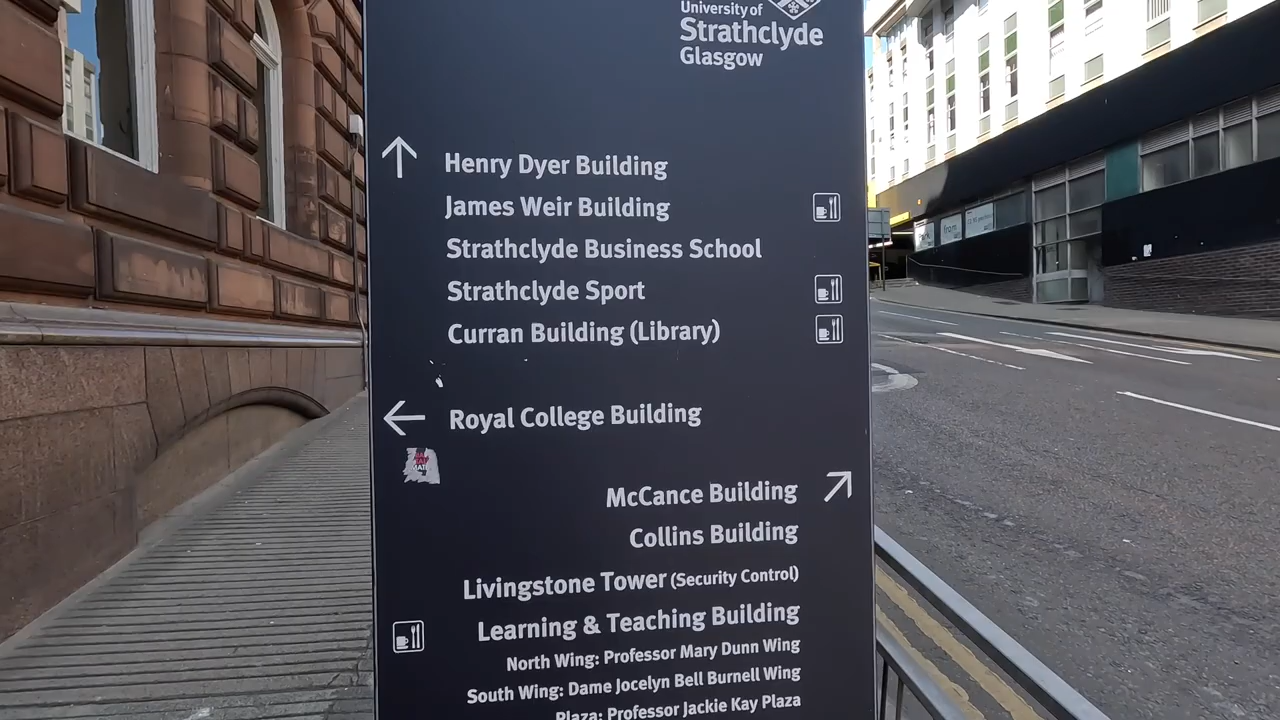 University of
Strathclyde
Glasgow
Henry Dyer Building
James Weir Building
Strathclyde Business School
Strathclyde Sport
Curran Building (Library)
Royal College Building
McCance Building
Collins Building
Livingstone Tower (Security Control)
Learning & Teaching Building
North Wing: Professor Mary Dunn Wing
South Wing: Dame Jocelyn Bell Burnell Wing
Plaza: Professor Jackie Kay Plaza